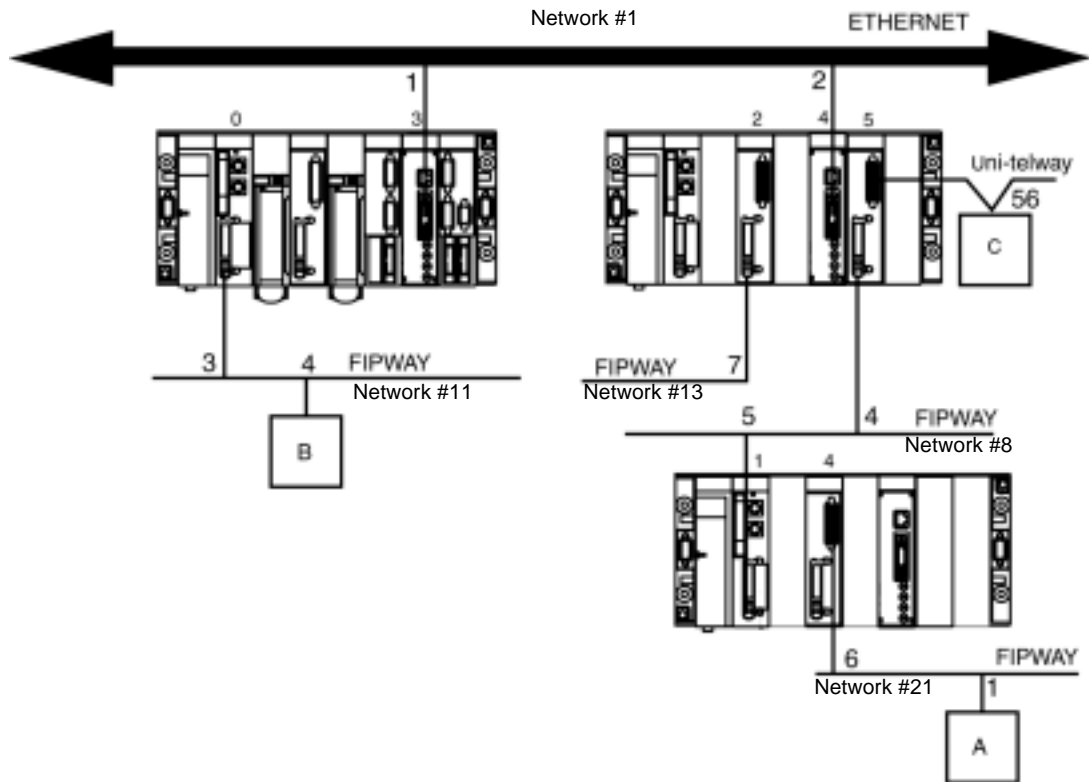 Network #1
ETHERNET
1
2
0
3
2
4
5
Uni-telway
56
C
3
4
FIPWAY
Network #11
B
7
FIPWAY
Network #13
5
4
FIPWAY
Network #8
1
4
6
FIPWAY
Network #21
1
A